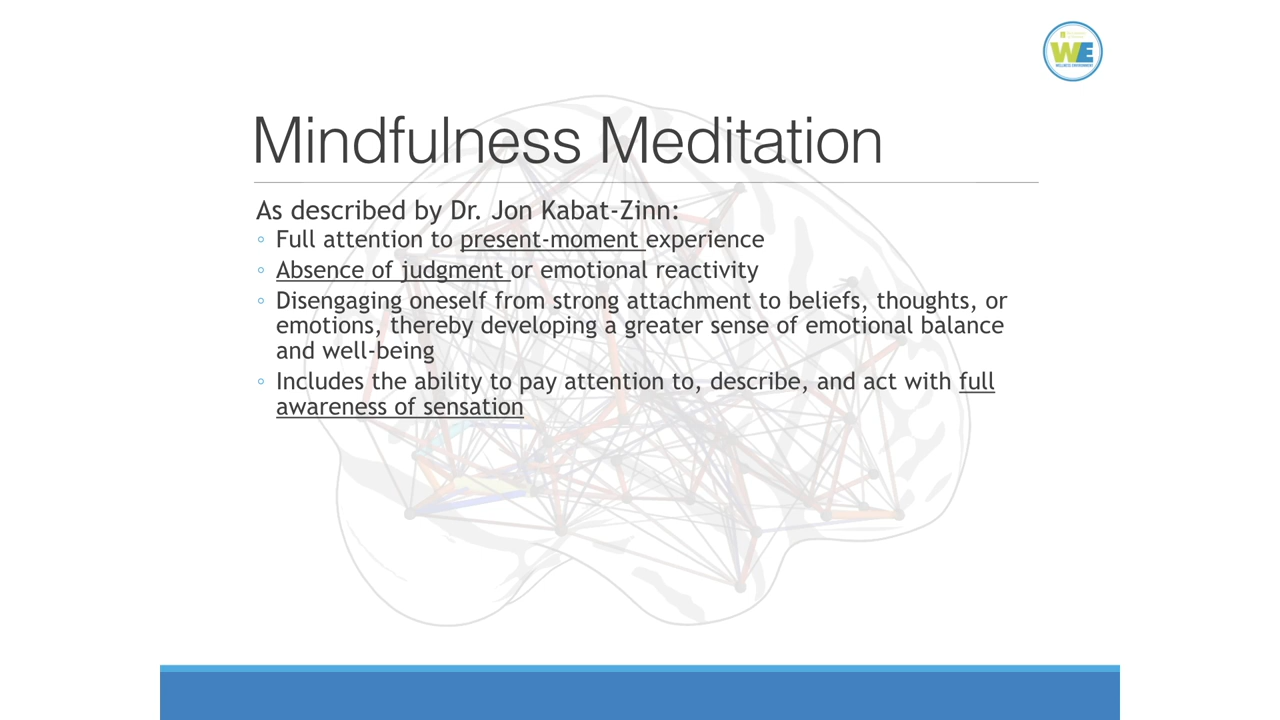 WE
WELLNESS ENVIRONMENT
Mindfulness Meditation
As described by Dr. Jon Kabat-Zinn:
◦ Full attention to present-moment experience
◦ Absence of judgment or emotional reactivity
◦ Disengaging oneself from strong attachment to beliefs, thoughts, or
emotions, thereby developing a greater sense of emotional balance
and well-being
◦ Includes the ability to pay attention to, describe, and act with full
awareness of sensation